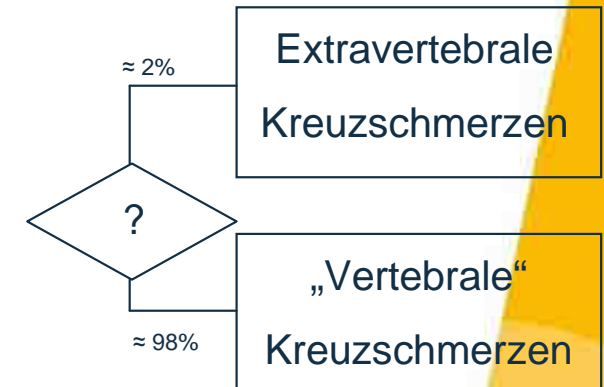 ≈ 2%
Extravertebrale
Kreuzschmerzen
?
„Vertebrale“
Kreuzschmerzen
≈ 98%